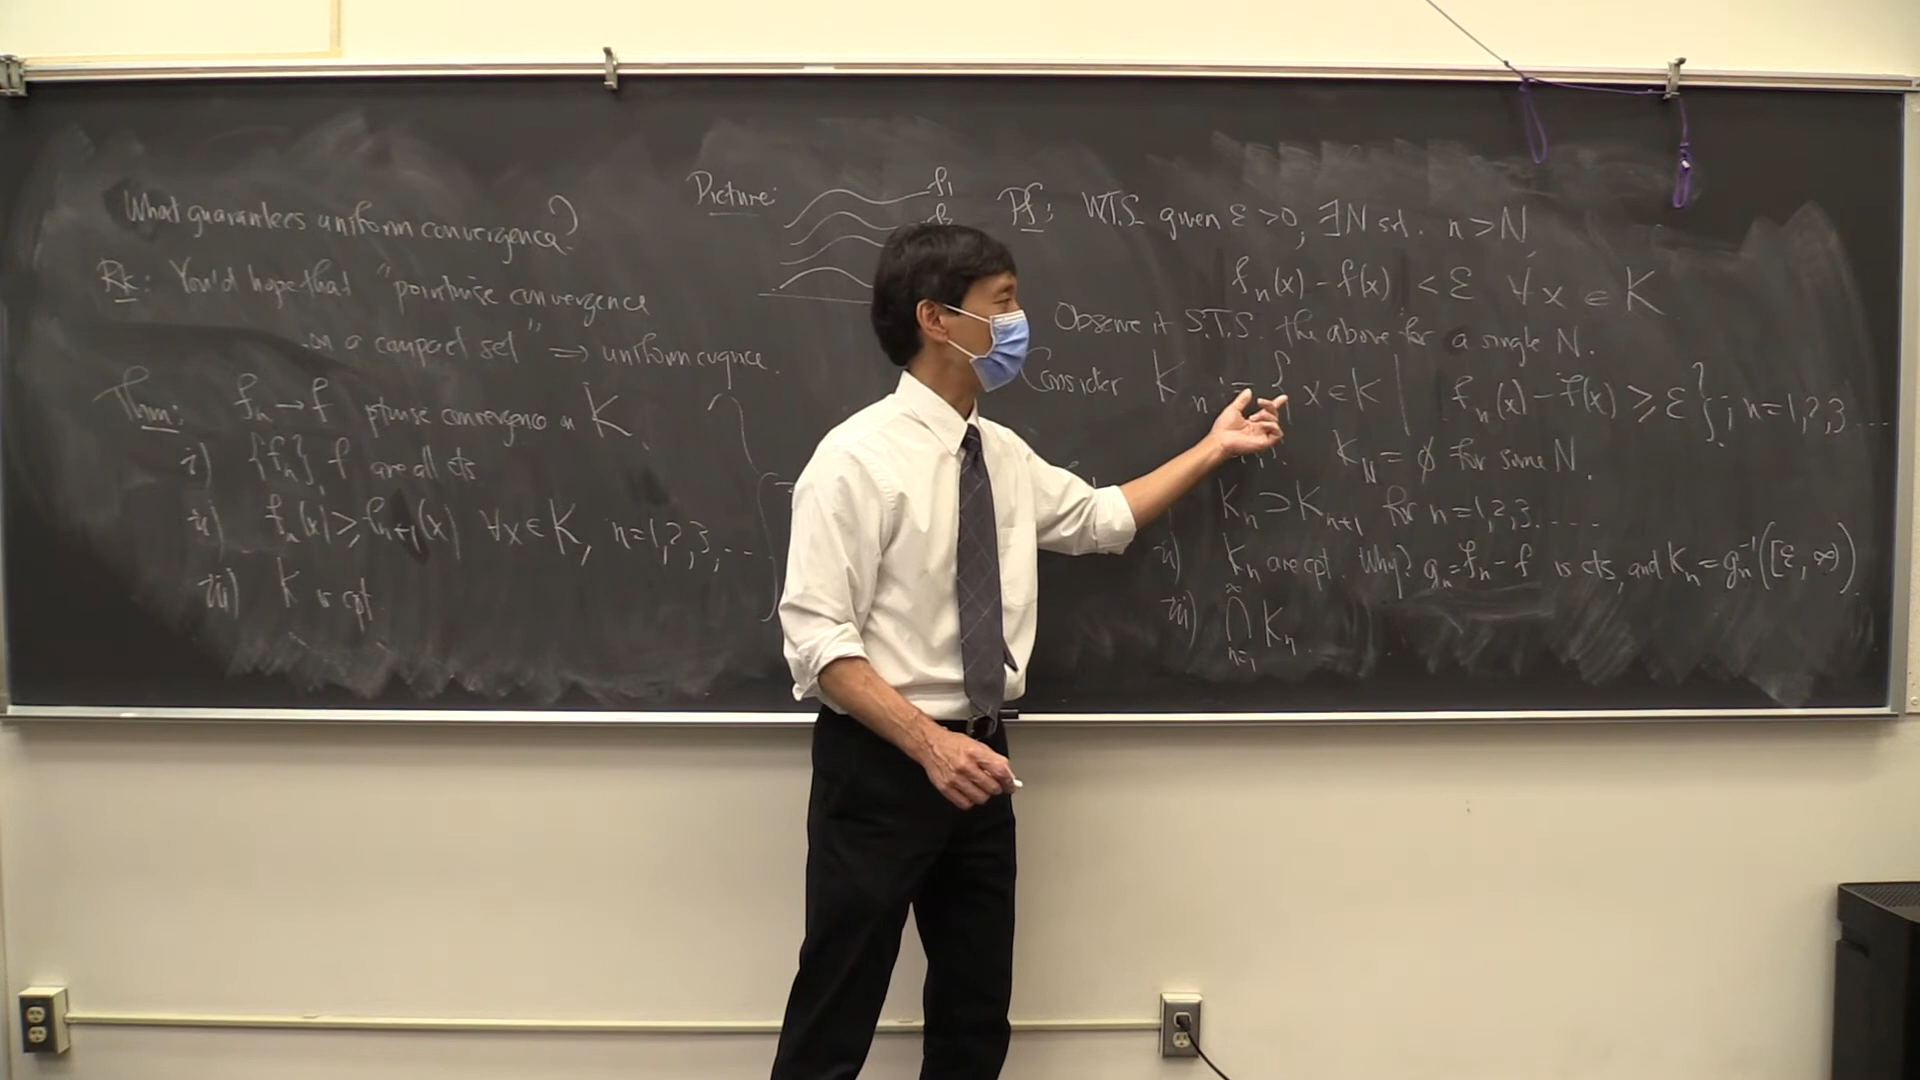 What guarantees uniform convergence?
Rk: You'd hope that "pointwise convergence
on a compact set" ⇒ uniform cvgnce.
Thm: fₙ → f ptwise convergence on K.
i) {fₙ}, f are all cts
ii) fₙ(x) ≥ fₙ₊₁(x) ∀x∈K, n=1,2,3,...
iii) K is cpt.
Picture:
f₁
Pf: W.T.S. given ε>0, ∃N s.t. n>N,
fₙ(x) - f(x) < ε ∀x ∈ K
Observe it S.T.S. the above for a single N.
Consider Kₙ := {x∈K | fₙ(x) - f(x) ≥ ε}; n=1,2,3...
K_N = ∅ for some N.
Kₙ ⊃ Kₙ₊₁ for n=1,2,3....
ii) Kₙ are cpt. Why? gₙ = fₙ - f is cts, and Kₙ = gₙ⁻¹([ε, ∞))
iii) ∩ₙ₌₁^∞ Kₙ